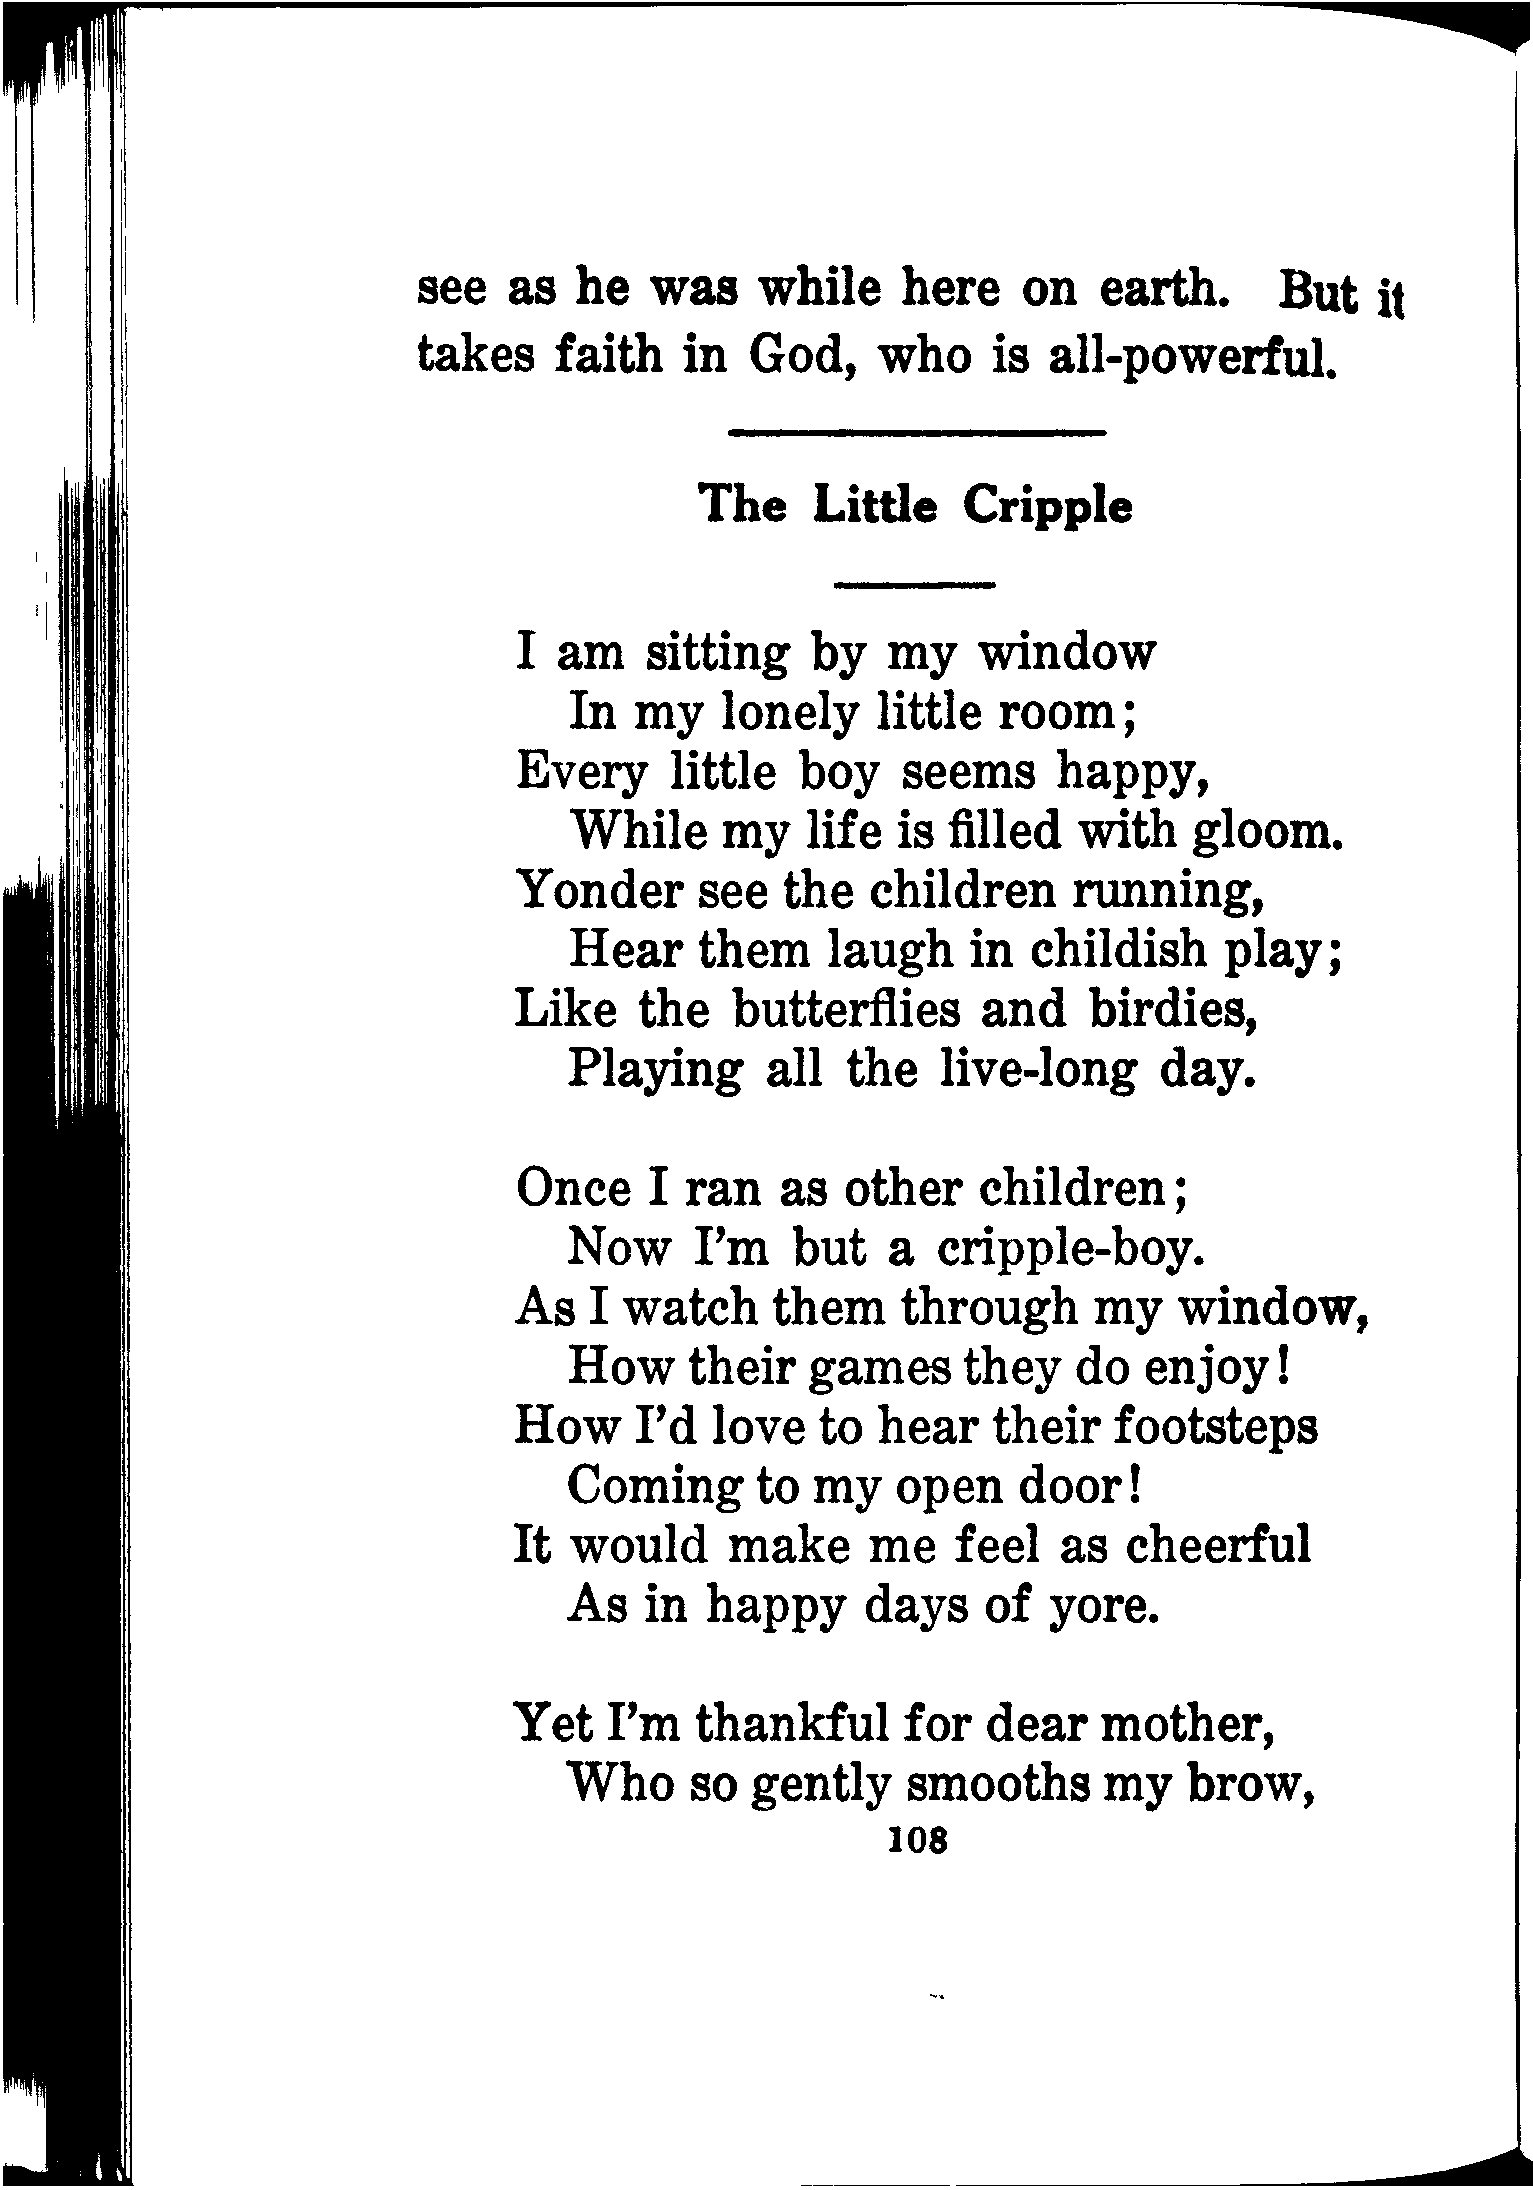 see as he was while here on earth. But it
takes faith in God, who is all-powerful.
The Little Cripple
I am sitting by my window
In my lonely little room;
Every little boy seems happy,
While my life is filled with gloom.
Yonder see the children running,
Hear them laugh in childish play;
Like the butterflies and birdies,
Playing all the live-long day.
Once I ran as other children;
Now I'm but a cripple-boy.
As I watch them through my window,
How their games they do enjoy!
How I'd love to hear their footsteps
Coming to my open door!
It would make me feel as cheerful
As in happy days of yore.
Yet I'm thankful for dear mother,
Who so gently smooths my brow,
108